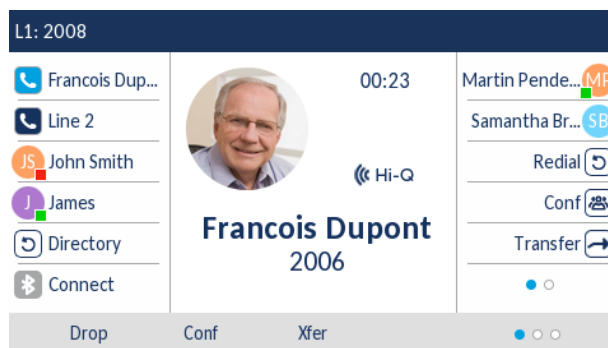 L1: 2008
Francois Dup...
Line 2
JS John Smith
J James
Directory
Connect
00:23
Hi-Q
Francois Dupont
2006
Martin Pende... MP
Samantha Br... SB
Redial
Conf
Transfer
Drop Conf Xfer